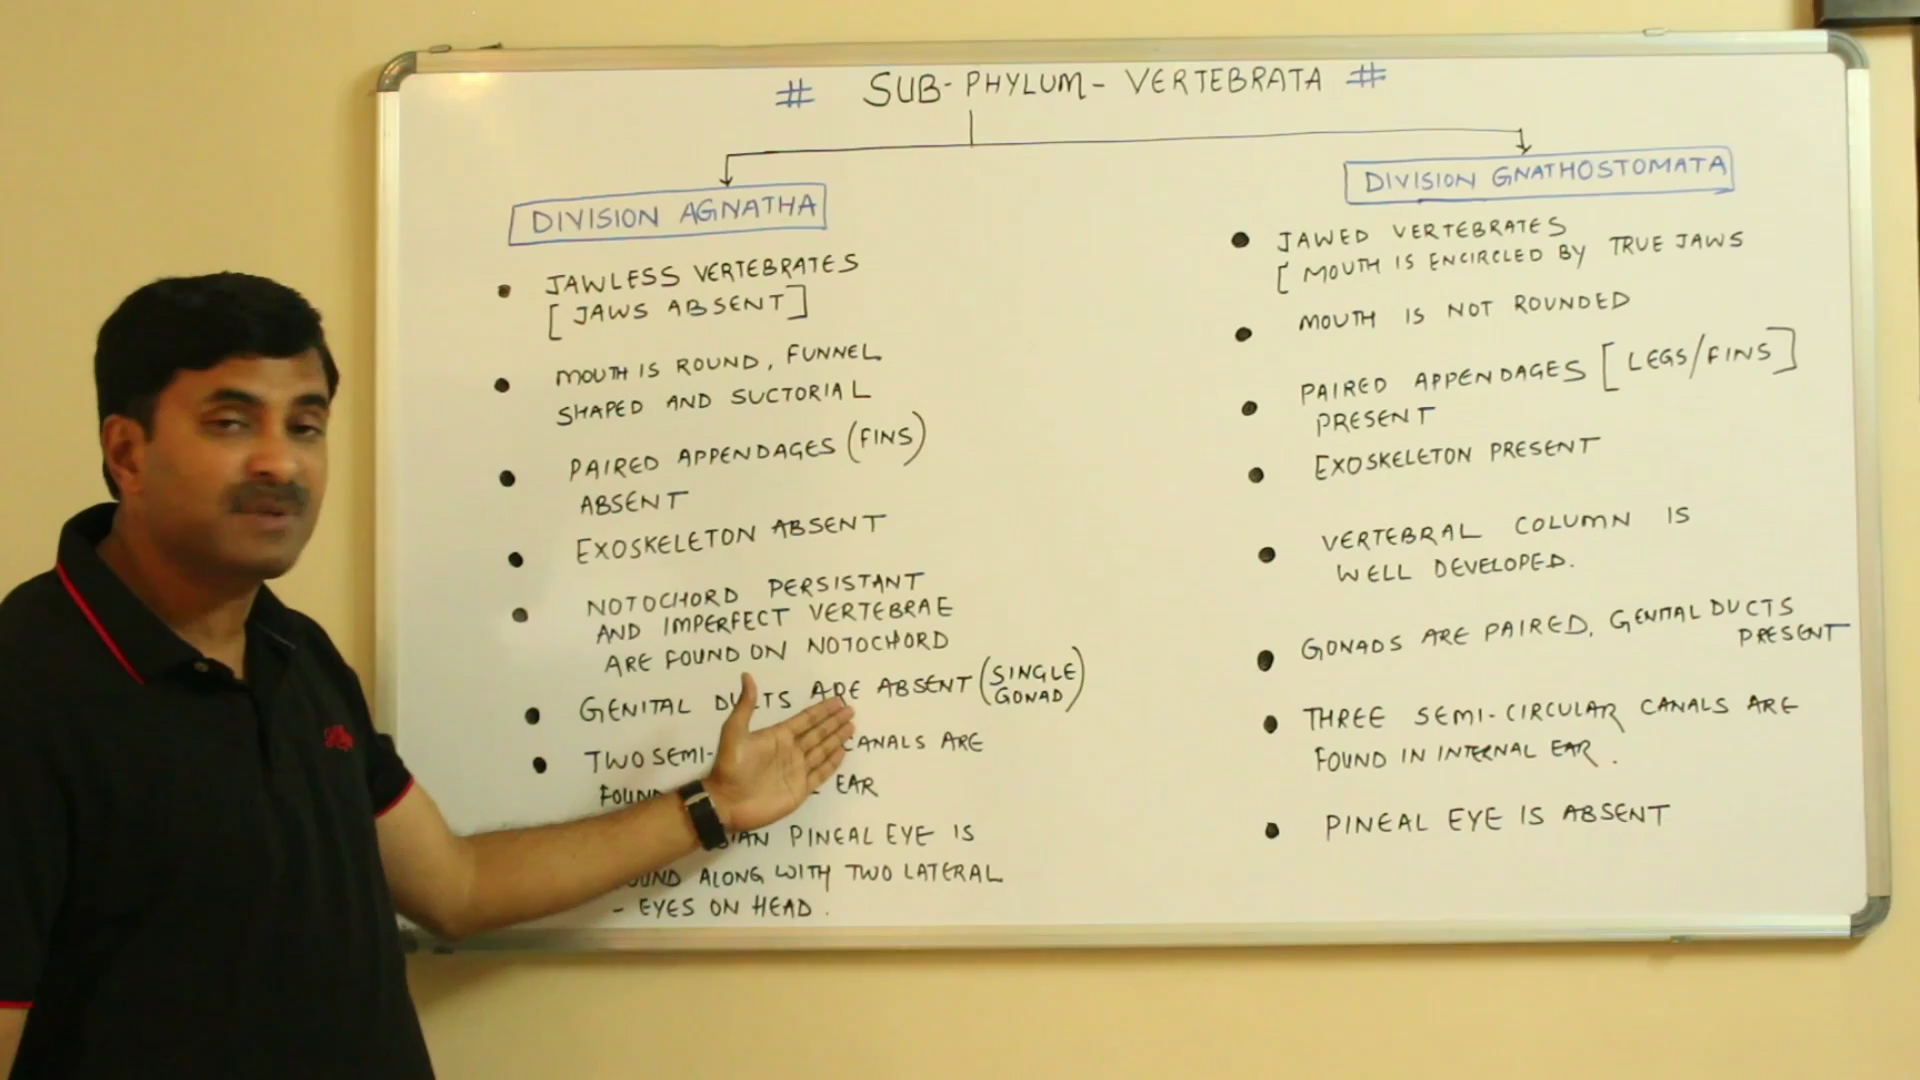 # SUB-PHYLUM-VERTEBRATA #
DIVISION AGNATHA
• JAWLESS VERTEBRATES
[JAWS ABSENT]
• MOUTH IS ROUND, FUNNEL
SHAPED AND SUCTORIAL
• PAIRED APPENDAGES (FINS)
ABSENT
• EXOSKELETON ABSENT
• NOTOCHORD PERSISTANT
AND IMPERFECT VERTEBRAE
ARE FOUND ON NOTOCHORD
• GENITAL DUCTS ARE ABSENT (SINGLE
GONAD)
• TWO SEMI- CANALS ARE
EAR
PINEAL EYE IS
ALONG WITH TWO LATERAL
- EYES ON HEAD.
DIVISION GNATHOSTOMATA
• JAWED VERTEBRATES
[MOUTH IS ENCIRCLED BY TRUE JAWS
• MOUTH IS NOT ROUNDED
• PAIRED APPENDAGES [LEGS/FINS]
PRESENT
• EXOSKELETON PRESENT
• VERTEBRAL COLUMN IS
WELL DEVELOPED.
• GONADS ARE PAIRED, GENITAL DUCTS
PRESENT
• THREE SEMI-CIRCULAR CANALS ARE
FOUND IN INTERNAL EAR.
• PINEAL EYE IS ABSENT